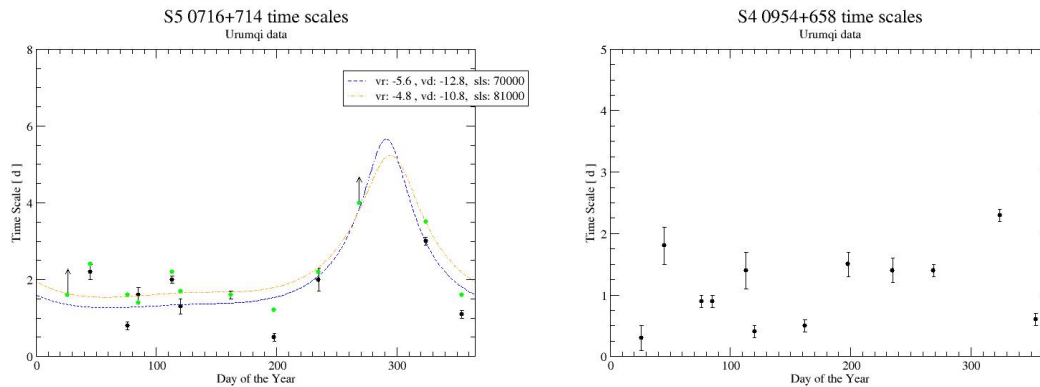 S5 0716+714 time scales
Urumqi data
8
6
4
2
0
Time Scale [ d ]
vr: -5.6 , vd: -12.8, sls: 70000
vr: -4.8 , vd: -10.8, sls: 81000
0
100
200
300
Day of the Year
S4 0954+658 time scales
Urumqi data
5
4
3
2
1
0
Time Scale [ d ]
0
100
200
300
Day of the Year